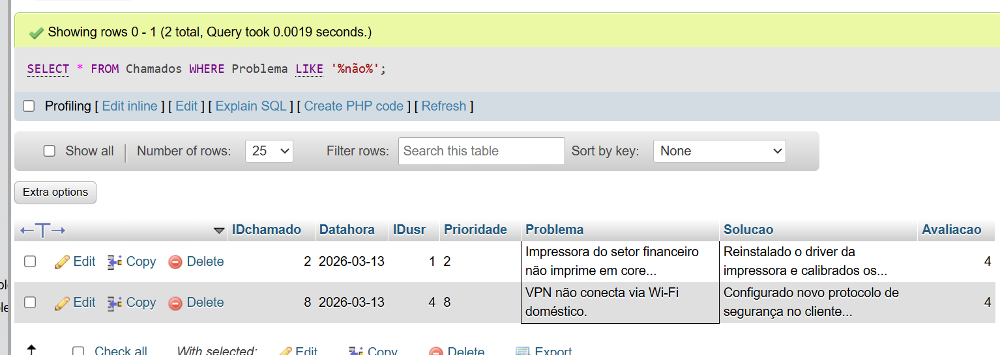 Showing rows 0 - 1 (2 total, Query took 0.0019 seconds.)
SELECT * FROM Chamados WHERE Problema LIKE '%não%';
Profiling [ Edit inline ] [ Edit ] [ Explain SQL ] [ Create PHP code ] [ Refresh ]
Show all | Number of rows: 25 Filter rows: Search this table Sort by key: None
Extra options
←T→ IDchamado Datahora IDusr Prioridade Problema Solucao Avaliacao
Edit Copy Delete 2 2026-03-13 1 2 Impressora do setor financeiro não imprime em core... Reinstalado o driver da impressora e calibrados os... 4
Edit Copy Delete 8 2026-03-13 4 8 VPN não conecta via Wi-Fi doméstico. Configurado novo protocolo de segurança no cliente... 4
Check all With selected: Edit Copy Delete Export